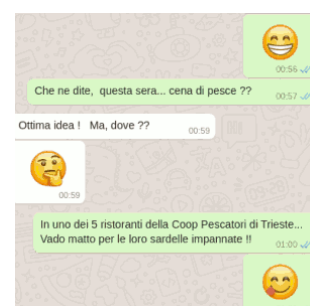 00:56
Che ne dite, questa sera... cena di pesce ??
00:57
Ottima idea ! Ma, dove ??
00:59
00:59
In uno dei 5 ristoranti della Coop Pescatori di Trieste...
Vado matto per le loro sardelle impannate !!
01:00